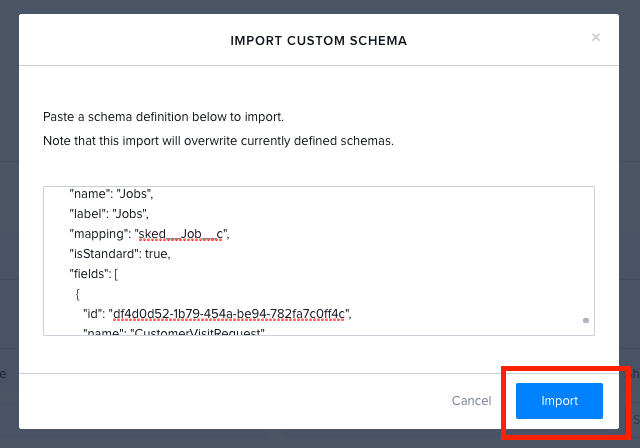 IMPORT CUSTOM SCHEMA
×
Paste a schema definition below to import.
Note that this import will overwrite currently defined schemas.
"name": "Jobs",
"label": "Jobs",
"mapping": "sked__Job__c",
"isStandard": true,
"fields": [
{
"id": "df4d0d52-1b79-454a-be94-782fa7c0ff4c",
"name": "CustomerVisitRequest"
Cancel
Import